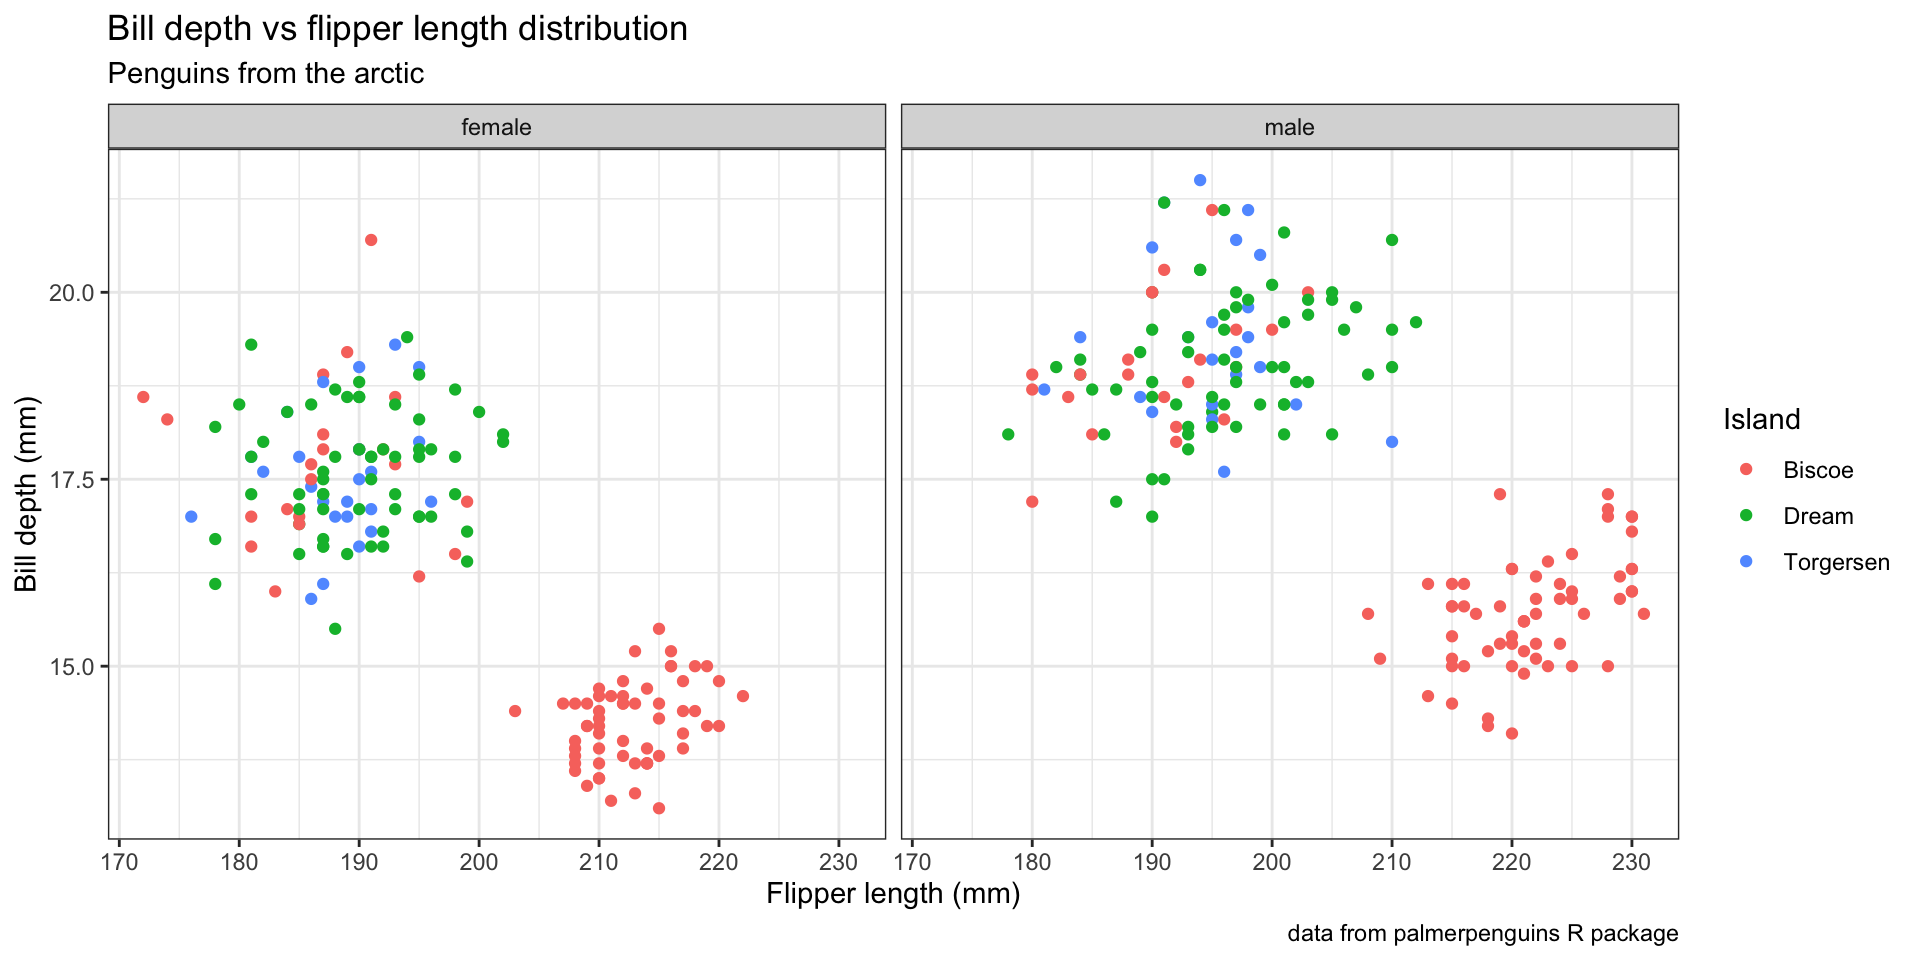 Bill depth vs flipper length distribution
Penguins from the arctic
female
male
Bill depth (mm)
20.0
17.5
15.0
170 180 190 200 210 220 230
170 180 190 200 210 220 230
Flipper length (mm)
Island
Biscoe
Dream
Torgersen
data from palmerpenguins R package